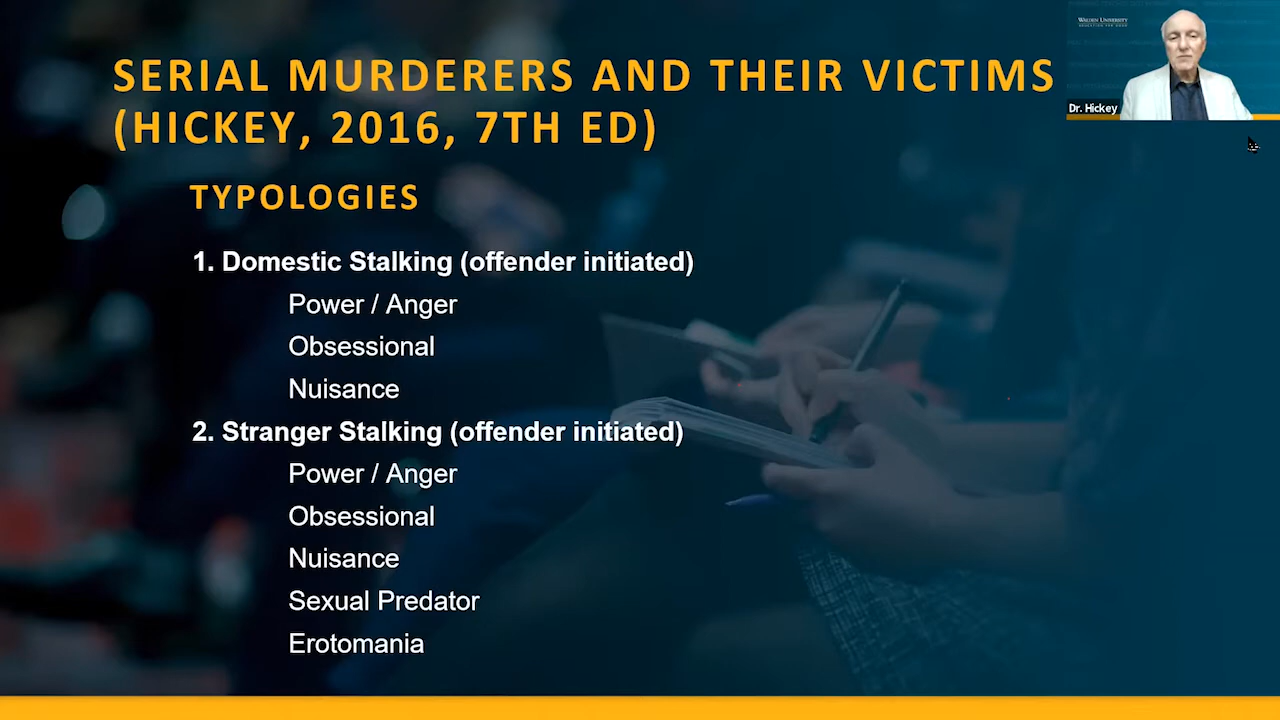 SERIAL MURDERERS AND THEIR VICTIMS
(HICKEY, 2016, 7TH ED)
WALDEN UNIVERSITY
Dr. Hickey
TYPOLOGIES
1. Domestic Stalking (offender initiated)
Power / Anger
Obsessional
Nuisance
2. Stranger Stalking (offender initiated)
Power / Anger
Obsessional
Nuisance
Sexual Predator
Erotomania